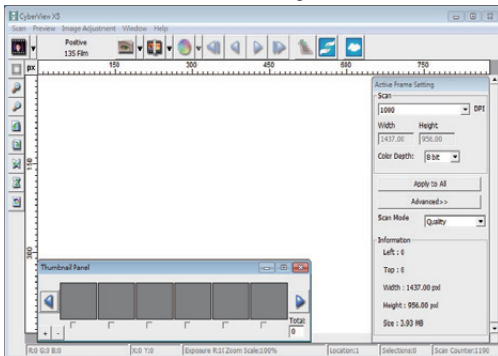 CyberView X5
Scan Preview Image Adjustment Window Help
Positive
135 Film
px 150 300 450 600 750
150
300
Active Frame Setting
Scan
1000 DPI
Width Height
1437.00 956.00
Color Depth: 8 bit
Apply to All
Advanced>>
Scan Mode Quality
Information
Left : 0
Top : 0
Width : 1437.00 pxl
Height : 956.00 pxl
Size : 3.93 MB
Thumbnail Panel
+ -
Total:
0
R:0 G:0 B:0 X:0 Y:0 Exposure R:1( Zoom Scale:100% Location:1 Selections:0 Scan Counter:1190